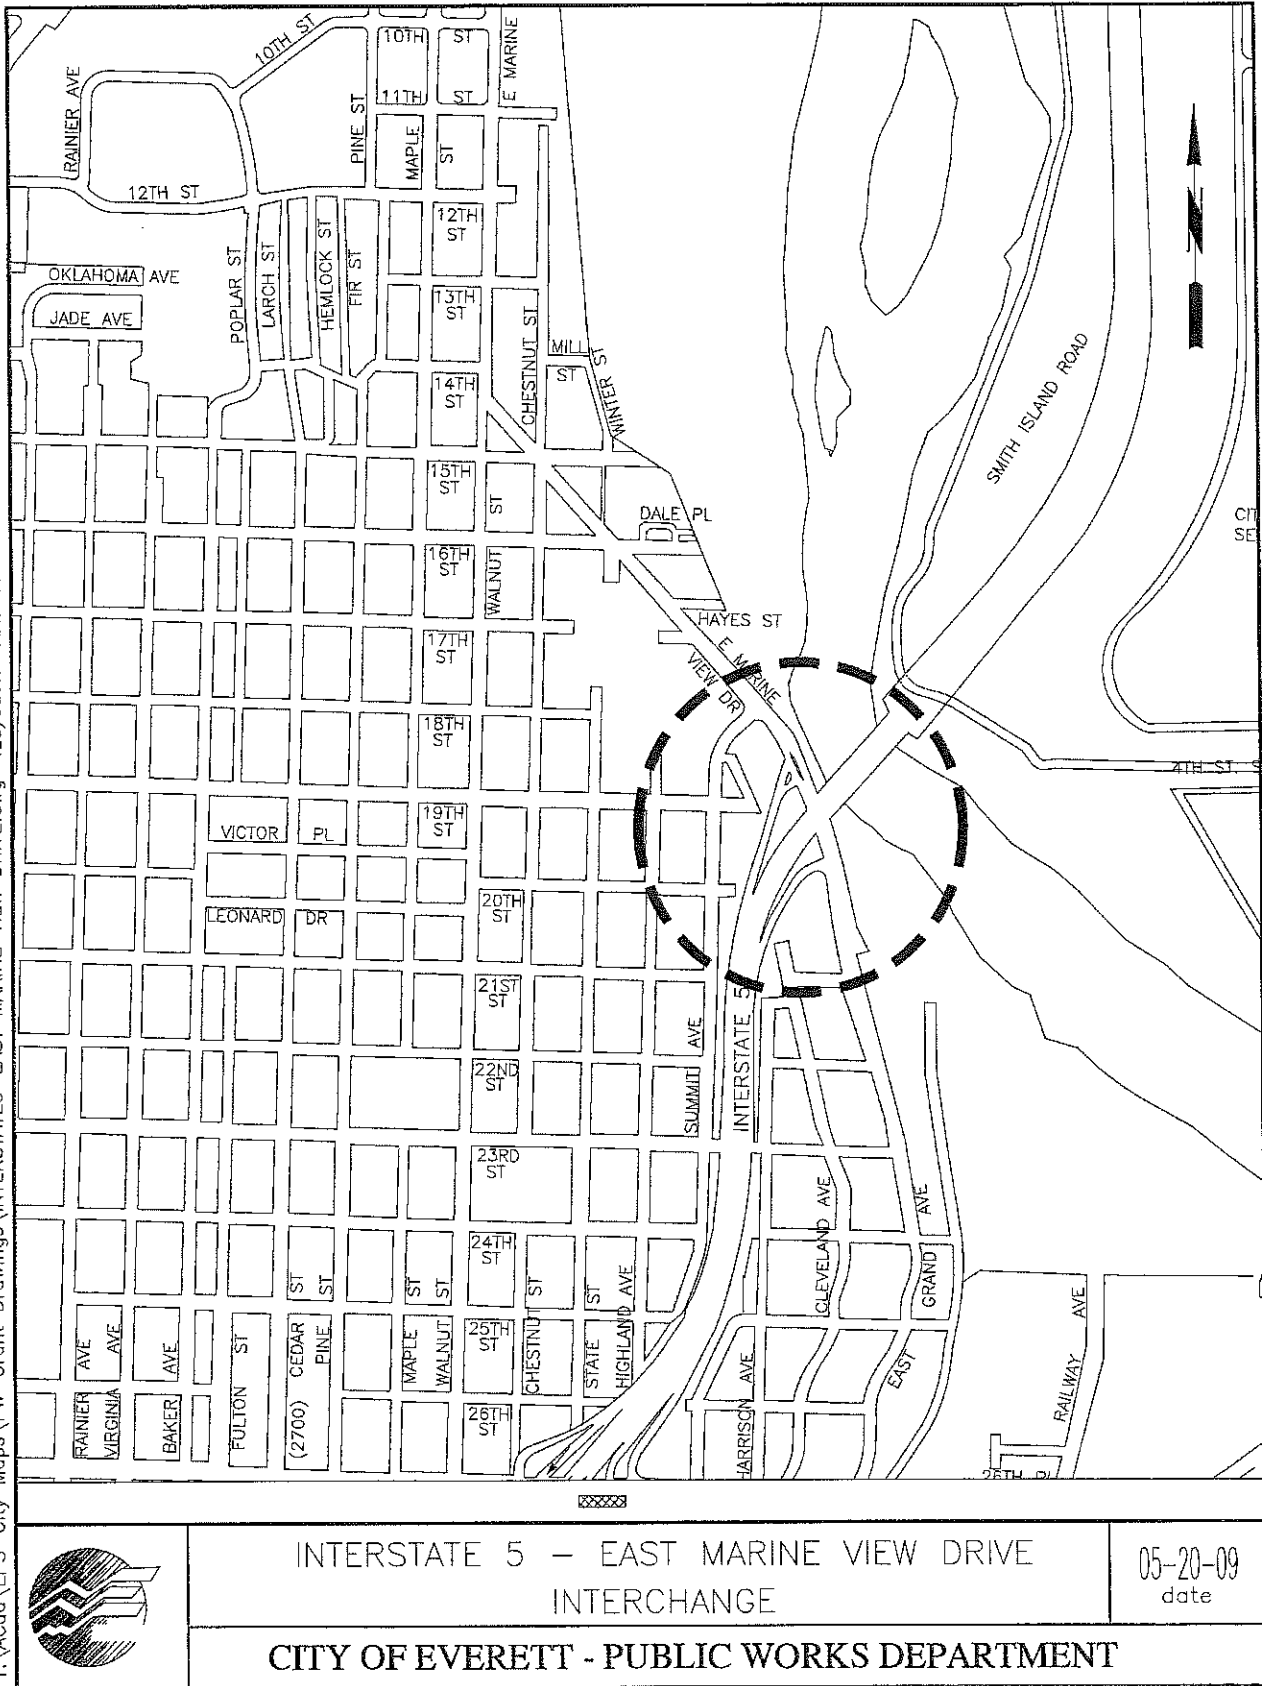 10TH ST
10TH ST
E MARINE
RAINIER AVE
11TH ST
PINE ST
MAPLE ST
12TH ST
12TH ST
N
OKLAHOMA AVE
JADE AVE
POPLAR ST
LARCH ST
HEMLOCK ST
FIR ST
13TH ST
CHESTNUT ST
MILL ST
WINTER ST
14TH ST
SMITH ISLAND ROAD
15TH ST
DALE PL
CIT
SE
16TH ST
WALNUT ST
HAYES ST
17TH ST
E MARINE
VIEW DR
18TH ST
4TH ST, S
19TH ST
VICTOR PL
LEONARD DR
20TH ST
21ST ST
SUMMIT AVE
INTERSTATE 5
22ND ST
23RD ST
CLEVELAND AVE
24TH ST
EAST GRAND AVE
RAINIER AVE
VIRGINIA AVE
BAKER AVE
FULTON ST
(2700) CEDAR ST
PINE ST
MAPLE ST
WALNUT ST
25TH ST
CHESTNUT ST
STATE ST
HIGHLAND AVE
HARRISON AVE
RAILWAY AVE
26TH ST
26TH PL
INTERSTATE 5 – EAST MARINE VIEW DRIVE
INTERCHANGE
05-20-09
date
CITY OF EVERETT - PUBLIC WORKS DEPARTMENT